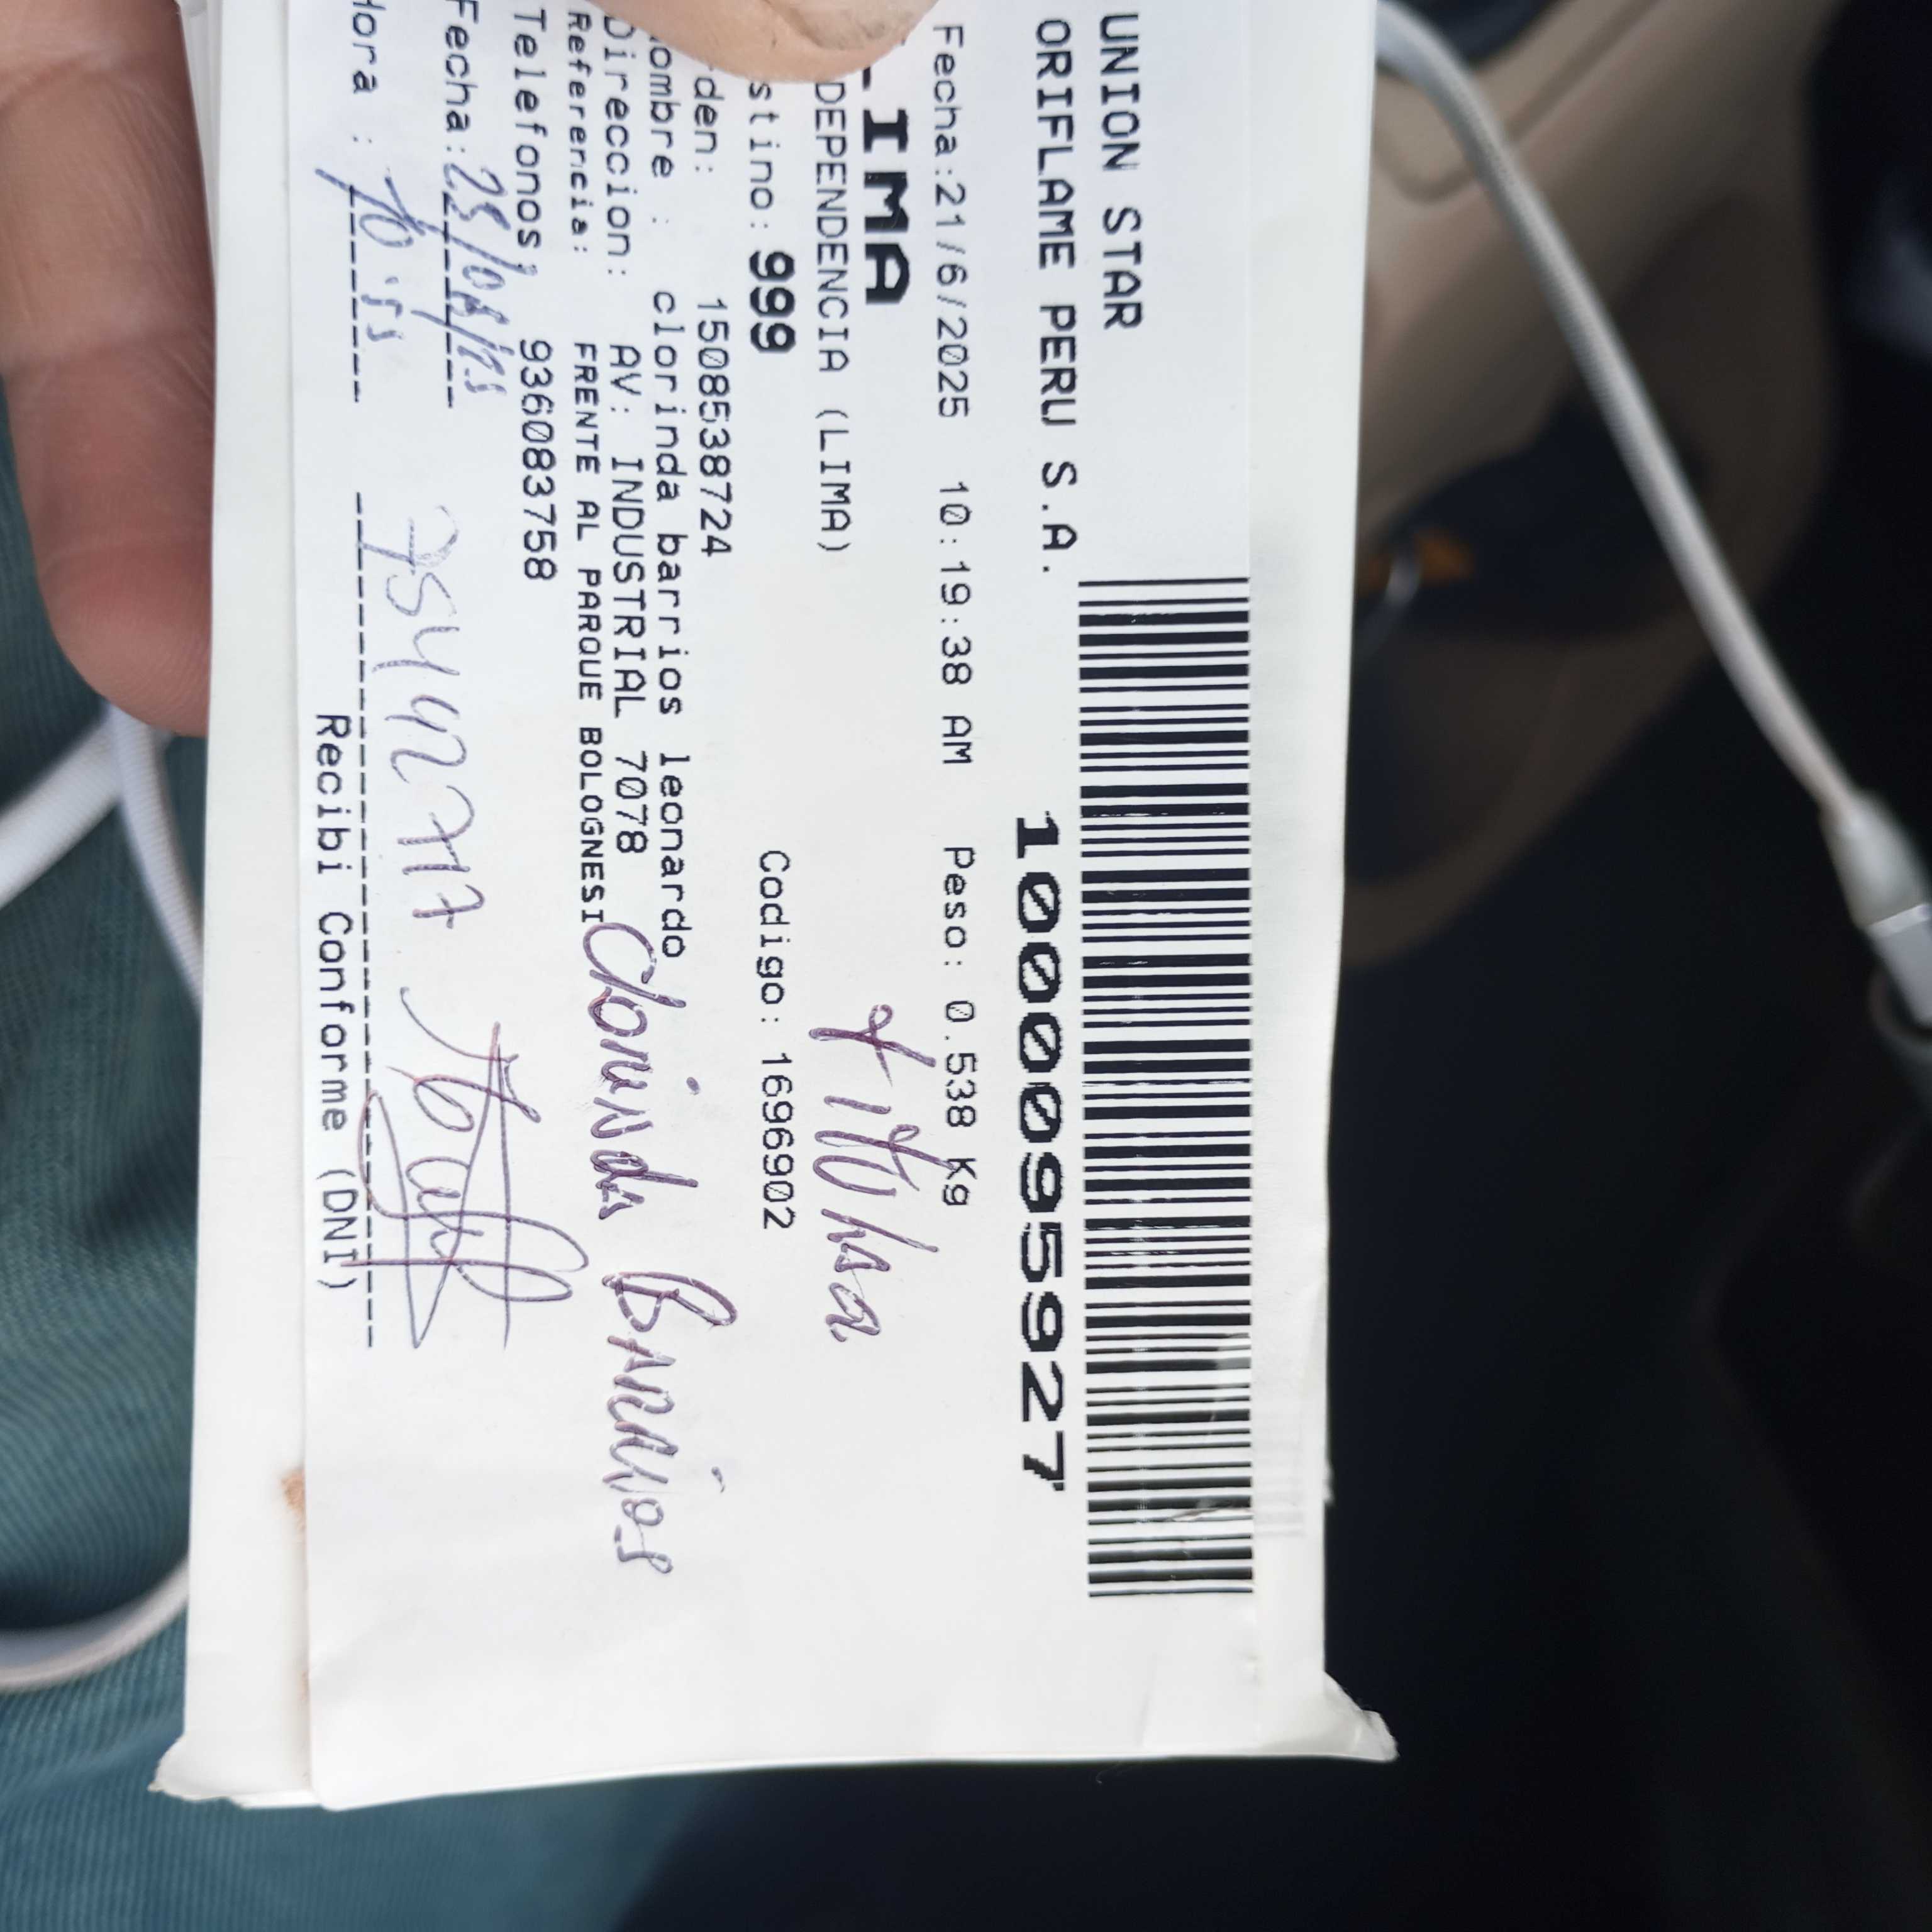 UNION STAR
ORIFLAME PERU S.A.
1000095927
Fecha:21/6/2025 10:19:38 AM Peso: 0.538 Kg
LIMA
DEPENDENCIA (LIMA)
stino: 999 Codigo: 1696902
den: 1508538724
ombre : clorinda barrios leonardo
Direccion: AV: INDUSTRIAL 7078
Referencia: FRENTE AL PARQUE BOLOGNESI
Clorinda Barrios
Telefonos: 936083758
Fecha:
Hora :
Recibi Conforme (DNI)